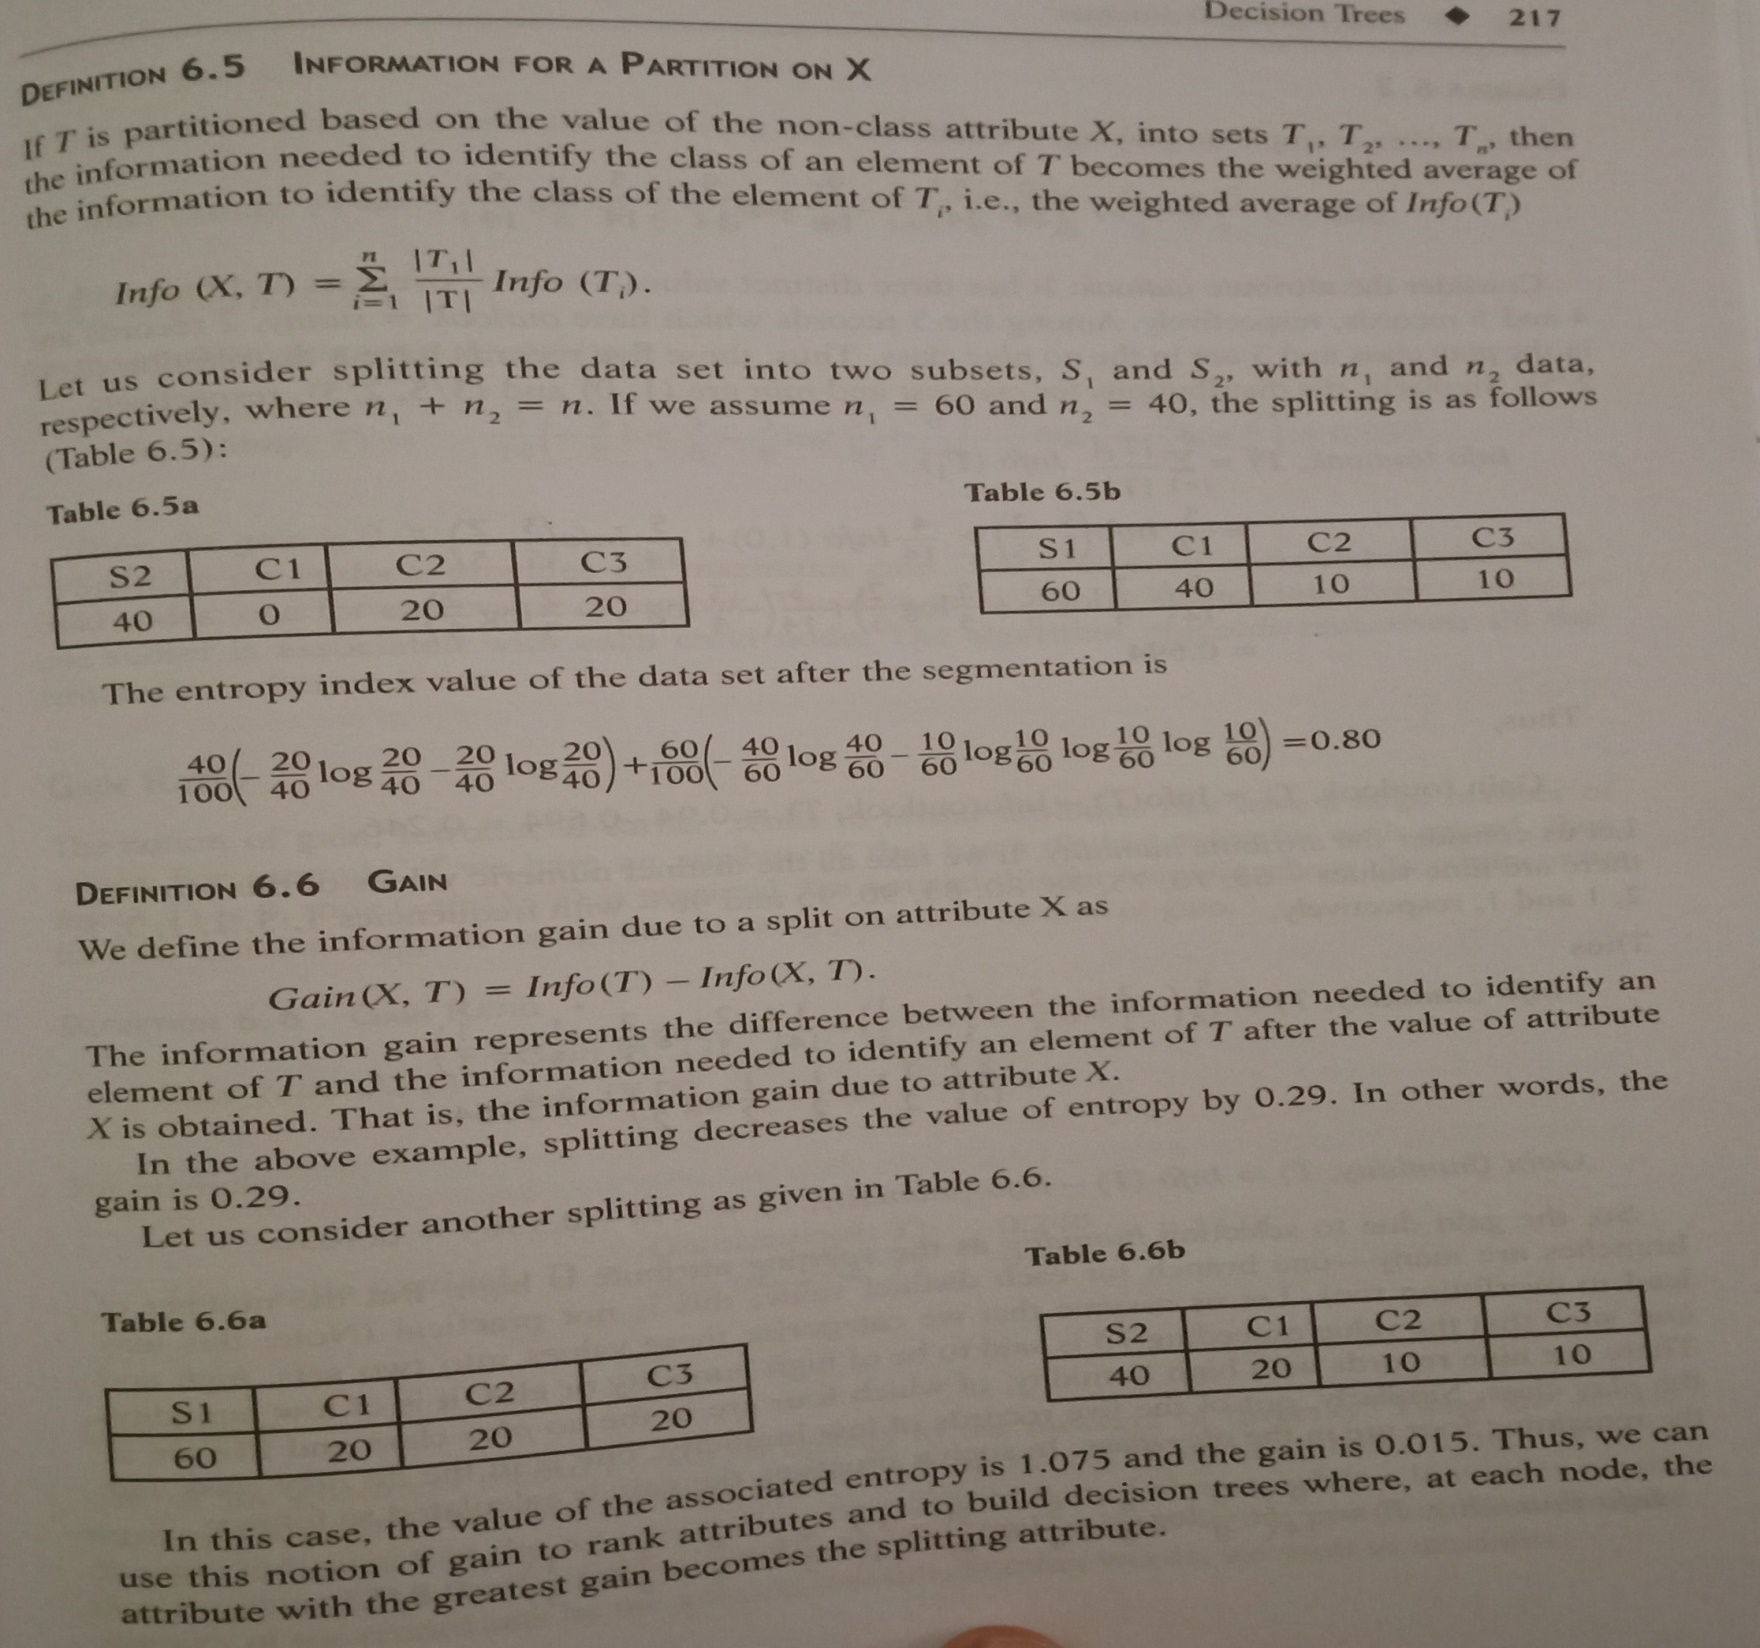 Decision Trees ◆ 217
DEFINITION 6.5 INFORMATION FOR A PARTITION ON X
If T is partitioned based on the value of the non-class attribute X, into sets T₁, T₂, ..., Tₙ, then
the information needed to identify the class of an element of T becomes the weighted average of
the information to identify the class of the element of Tᵢ, i.e., the weighted average of Info(Tᵢ)
Info (X, T) = Σⁿᵢ₌₁ |T₁|/|T| Info (Tᵢ).
Let us consider splitting the data set into two subsets, S₁ and S₂, with n₁ and n₂ data,
respectively, where n₁ + n₂ = n. If we assume n₁ = 60 and n₂ = 40, the splitting is as follows
(Table 6.5):
Table 6.5a
S2 C1 C2 C3
40 0 20 20
Table 6.5b
S1 C1 C2 C3
60 40 10 10
The entropy index value of the data set after the segmentation is
40/100(– 20/40 log 20/40 – 20/40 log 20/40) + 60/100(– 40/60 log 40/60 – 10/60 log 10/60 log 10/60 log 10/60) =0.80
DEFINITION 6.6 GAIN
We define the information gain due to a split on attribute X as
Gain(X, T) = Info(T) – Info(X, T).
The information gain represents the difference between the information needed to identify an
element of T and the information needed to identify an element of T after the value of attribute
X is obtained. That is, the information gain due to attribute X.
In the above example, splitting decreases the value of entropy by 0.29. In other words, the
gain is 0.29.
Let us consider another splitting as given in Table 6.6.
Table 6.6a
S1 C1 C2 C3
60 20 20 20
Table 6.6b
S2 C1 C2 C3
40 20 10 10
In this case, the value of the associated entropy is 1.075 and the gain is 0.015. Thus, we can
use this notion of gain to rank attributes and to build decision trees where, at each node, the
attribute with the greatest gain becomes the splitting attribute.